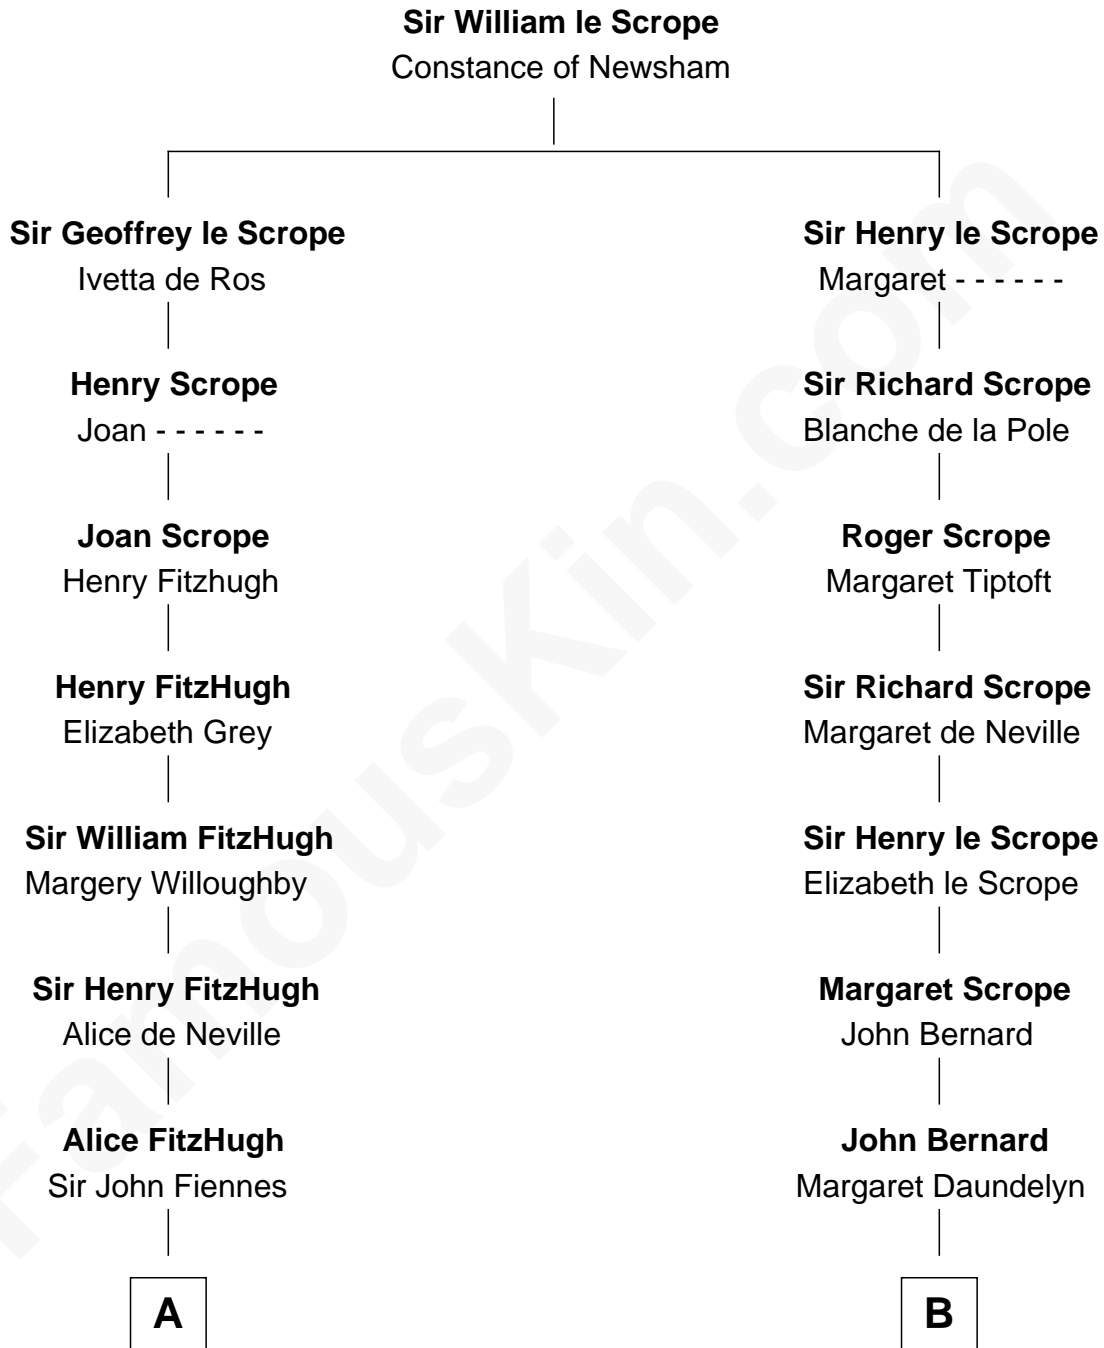 Sir William le Scrope
Constance of Newsham
Sir Geoffrey le Scrope
Ivetta de Ros
Sir Henry le Scrope
Margaret - - - - - -
Henry Scrope
Joan - - - - - -
Sir Richard Scrope
Blanche de la Pole
Joan Scrope
Henry Fitzhugh
Roger Scrope
Margaret Tiptoft
Henry FitzHugh
Elizabeth Grey
Sir Richard Scrope
Margaret de Neville
Sir William FitzHugh
Margery Willoughby
Sir Henry le Scrope
Elizabeth le Scrope
Sir Henry FitzHugh
Alice de Neville
Margaret Scrope
John Bernard
Alice FitzHugh
Sir John Fiennes
John Bernard
Margaret Daundelyn
A
B
FamousKin.com